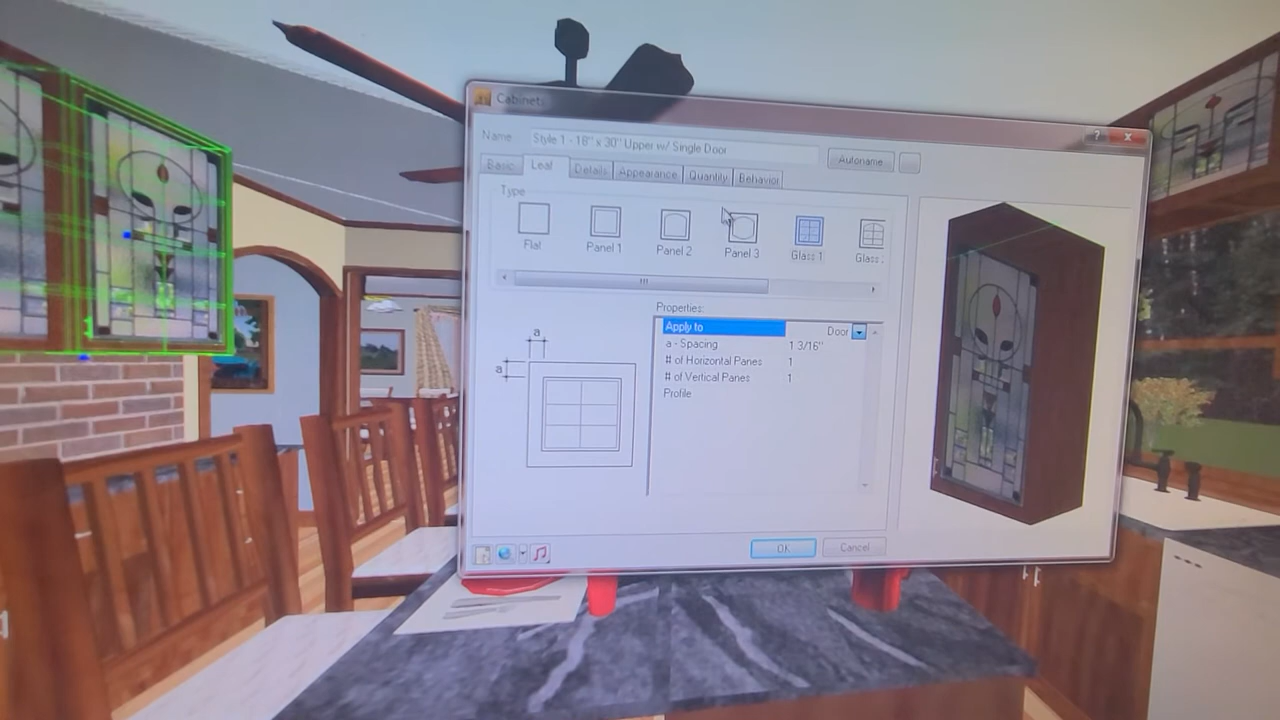 Cabinets
?
Name
Style 1 - 18" x 30" Upper w/ Single Door
Autoname
Basic
Leaf
Details
Appearance
Quantity
Behavior
Type
Flat
Panel 1
Panel 2
Panel 3
Glass 1
Glass
Properties:
Apply to
Door
a - Spacing
1 3/16"
# of Horizontal Panes
1
# of Vertical Panes
1
Profile
a
a
OK
Cancel